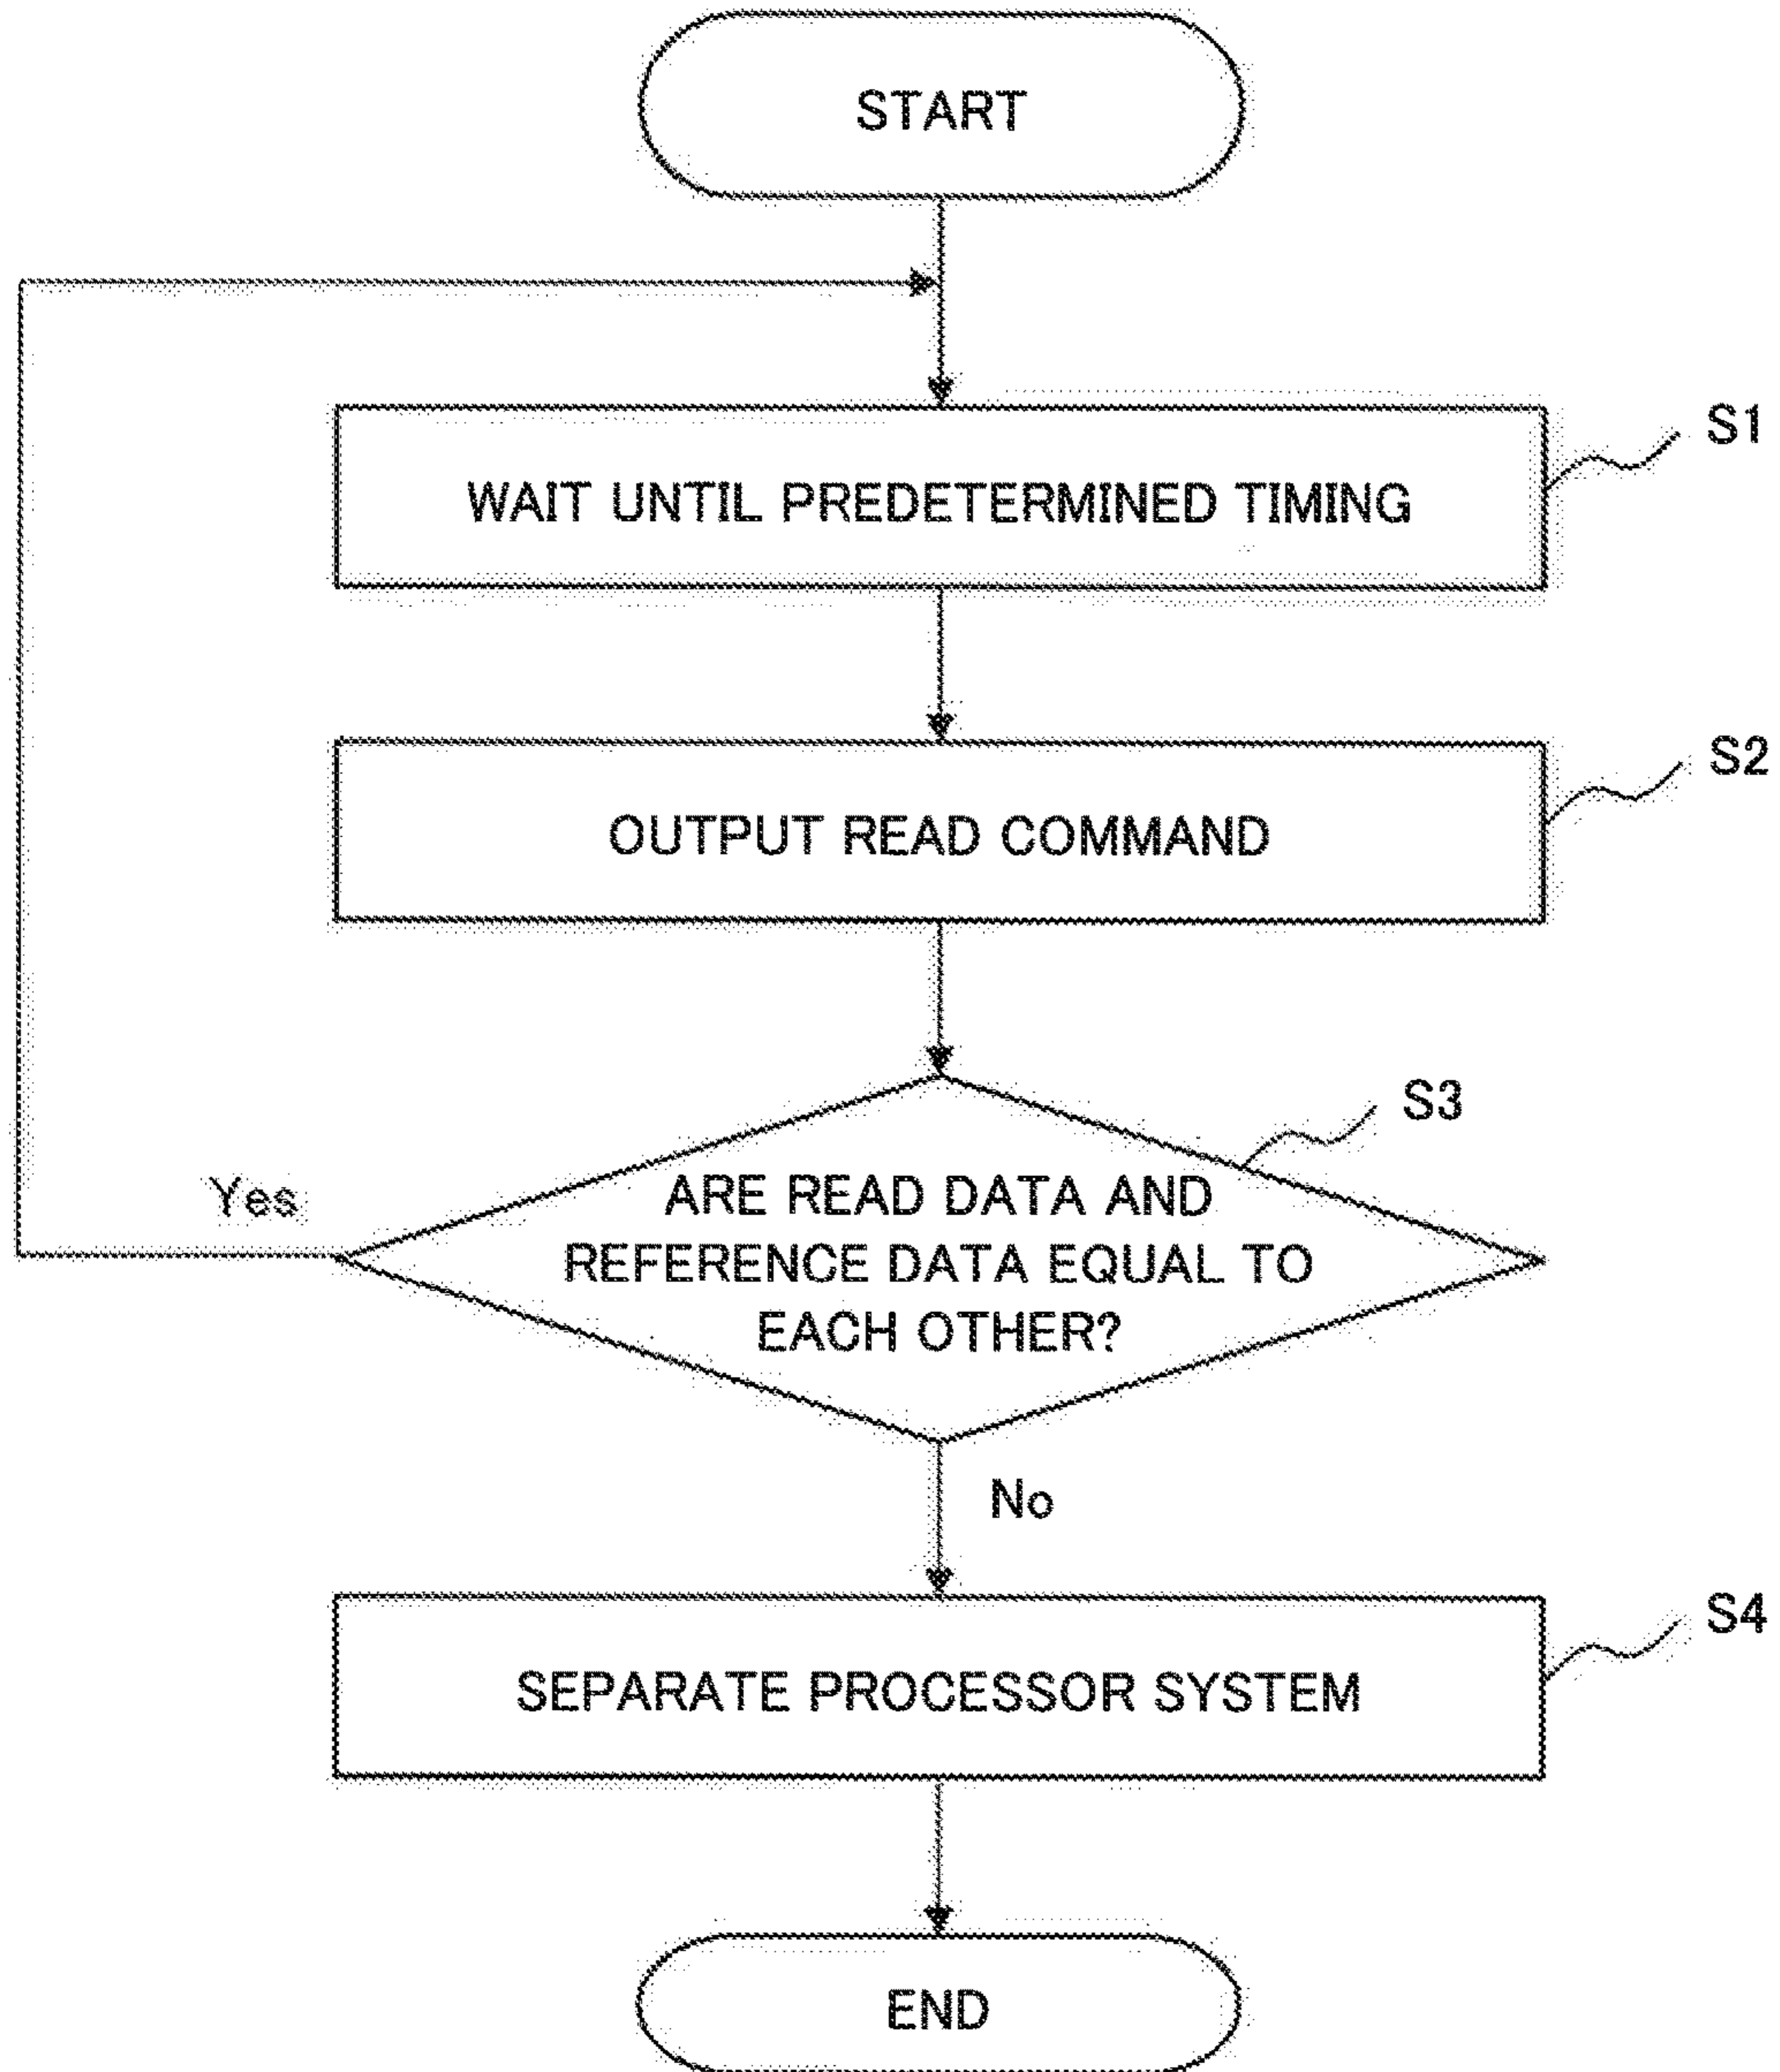 START
S1
WAIT UNTIL PREDETERMINED TIMING
S2
OUTPUT READ COMMAND
S3
Yes
ARE READ DATA AND
REFERENCE DATA EQUAL TO
EACH OTHER?
No
S4
SEPARATE PROCESSOR SYSTEM
END